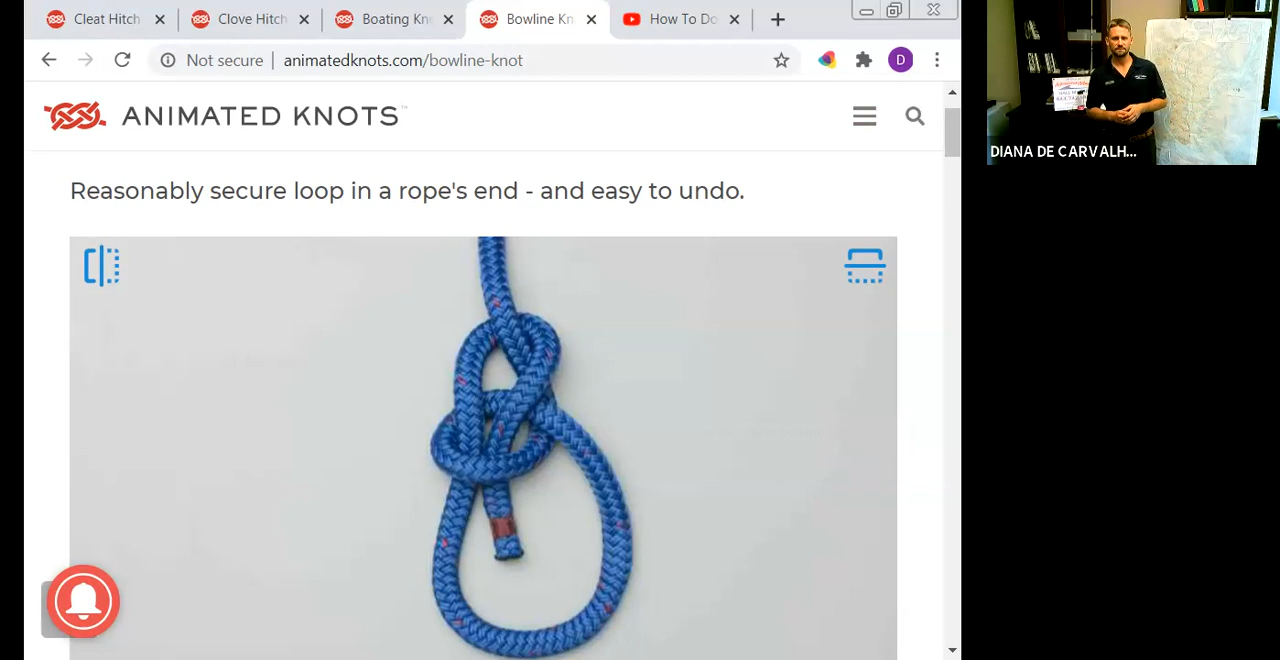 Cleat Hitch
Clove Hitch
Boating Kn
Bowline Kn
How To Do
Not secure
animatedknots.com/bowline-knot
D
ANIMATED KNOTS™
Reasonably secure loop in a rope's end - and easy to undo.
DIANA DE CARVALH...